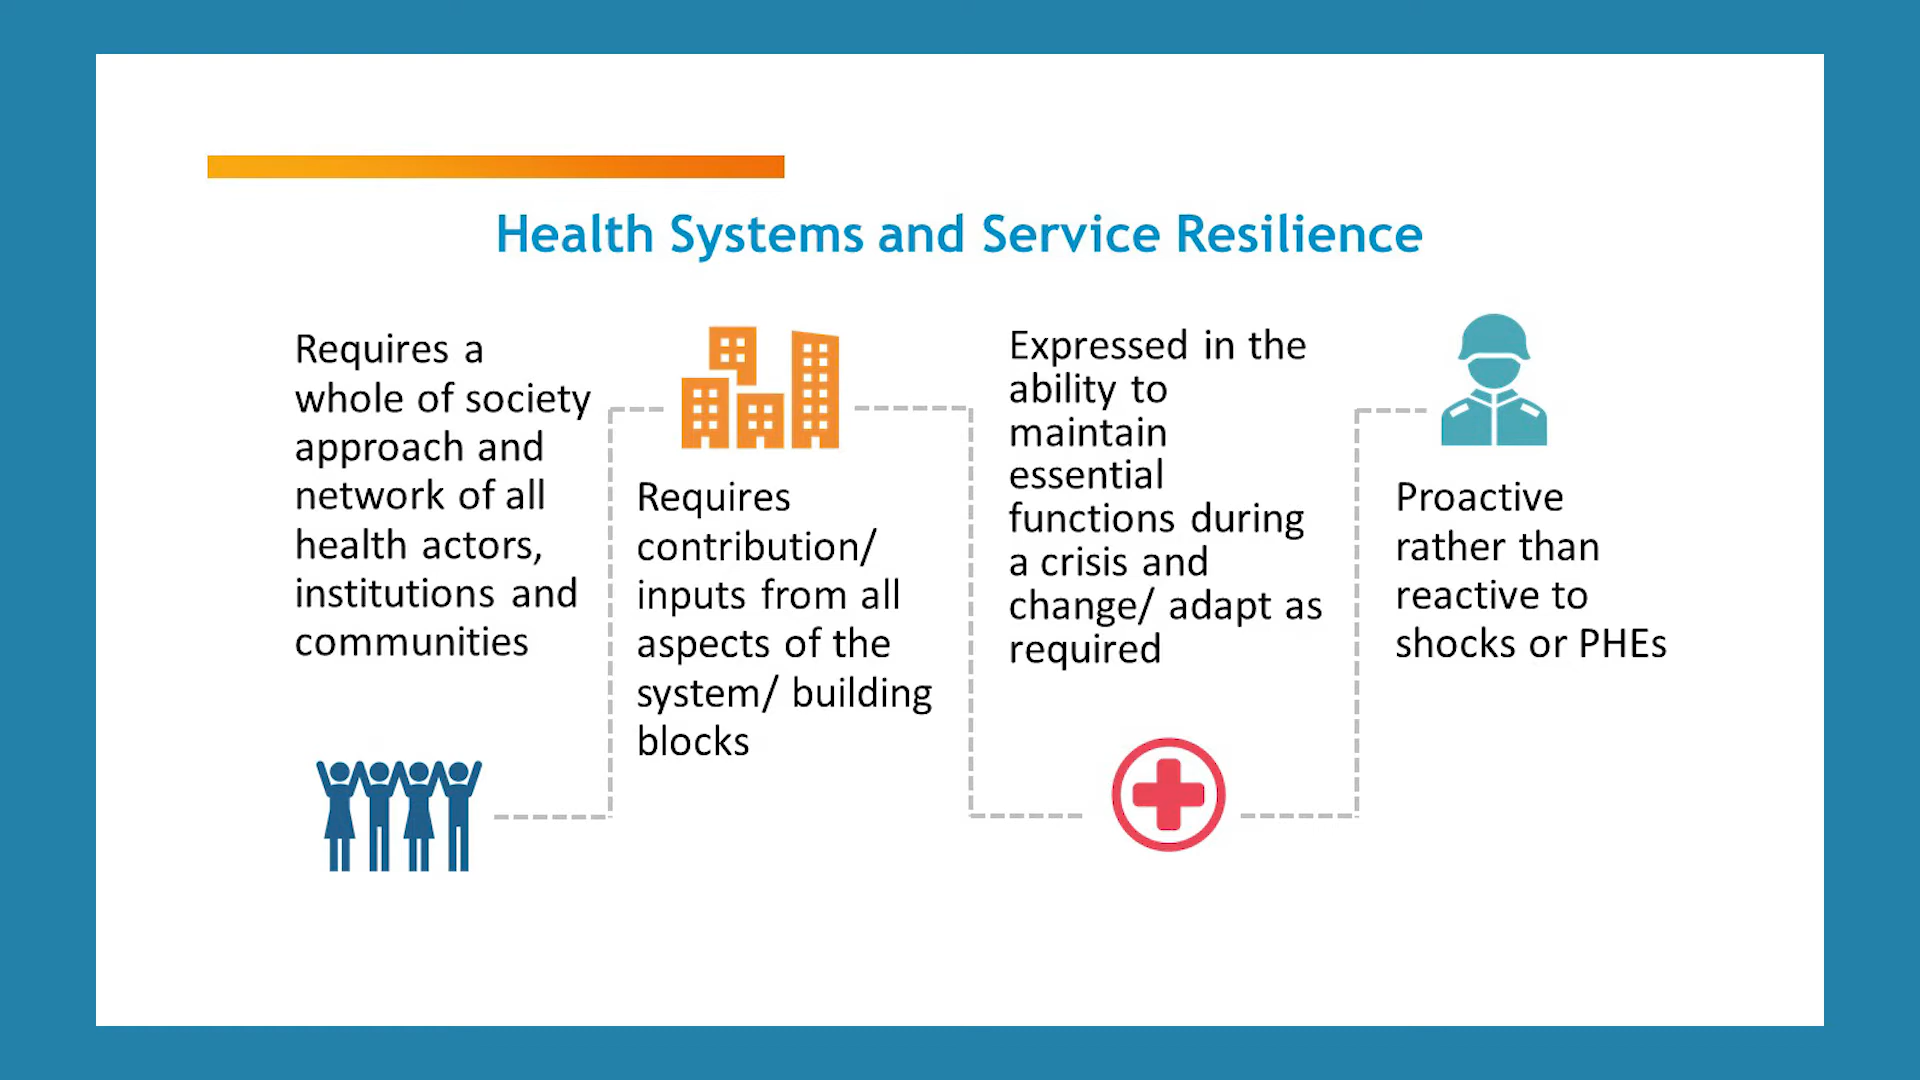 Health Systems and Service Resilience
Requires a
whole of society
approach and
network of all
health actors,
institutions and
communities
Requires
contribution/
inputs from all
aspects of the
system/ building
blocks
Expressed in the
ability to
maintain
essential
functions during
a crisis and
change/ adapt as
required
Proactive
rather than
reactive to
shocks or PHEs